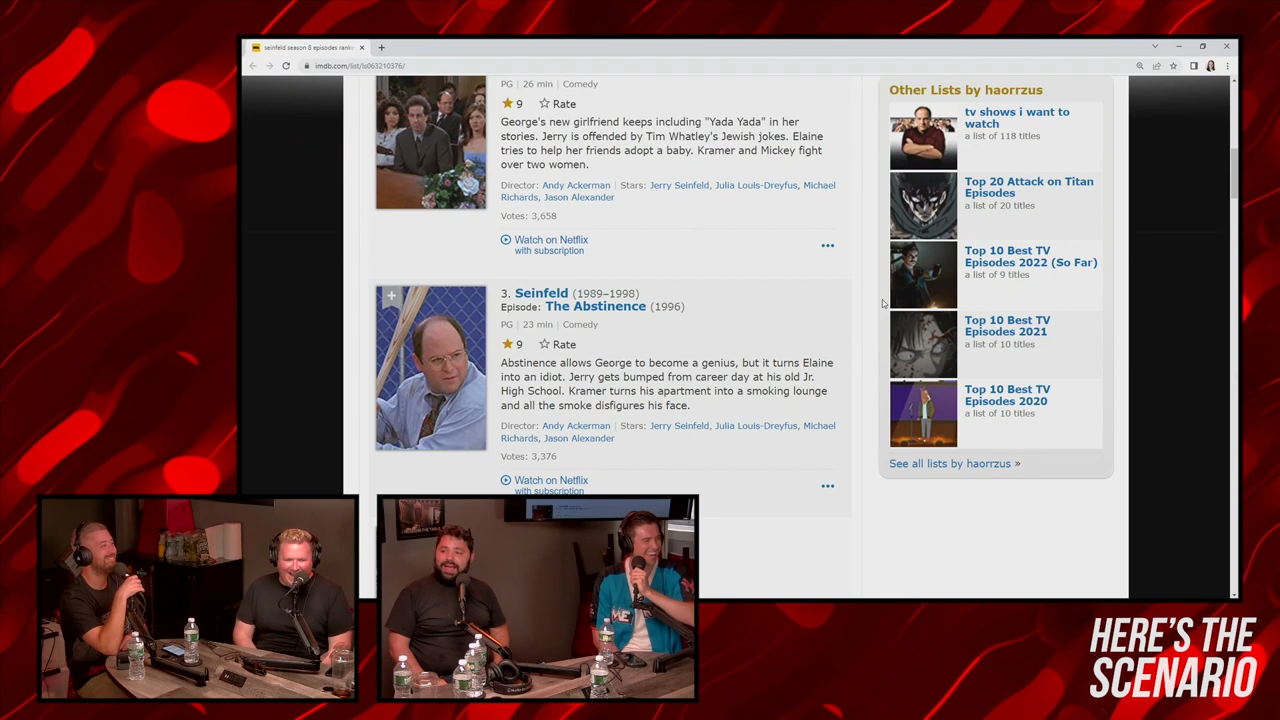 seinfeld season 8 episodes rank
imdb.com/list/ls063210376/
PG | 26 min | Comedy
9 Rate
George's new girlfriend keeps including "Yada Yada" in her
stories. Jerry is offended by Tim Whatley's Jewish jokes. Elaine
tries to help her friends adopt a baby. Kramer and Mickey fight
over two women.
Director: Andy Ackerman | Stars: Jerry Seinfeld, Julia Louis-Dreyfus, Michael
Richards, Jason Alexander
Votes: 3,658
Watch on Netflix
with subscription
3. Seinfeld (1989–1998)
Episode: The Abstinence (1996)
PG | 23 min | Comedy
9 Rate
Abstinence allows George to become a genius, but it turns Elaine
into an idiot. Jerry gets bumped from career day at his old Jr.
High School. Kramer turns his apartment into a smoking lounge
and all the smoke disfigures his face.
Director: Andy Ackerman | Stars: Jerry Seinfeld, Julia Louis-Dreyfus, Michael
Richards, Jason Alexander
Votes: 3,376
Watch on Netflix
with subscription
Other Lists by haorrzus
tv shows i want to
watch
a list of 118 titles
Top 20 Attack on Titan
Episodes
a list of 20 titles
Top 10 Best TV
Episodes 2022 (So Far)
a list of 9 titles
Top 10 Best TV
Episodes 2021
a list of 10 titles
Top 10 Best TV
Episodes 2020
a list of 10 titles
See all lists by haorrzus »
HERE'S THE
SCENARIO